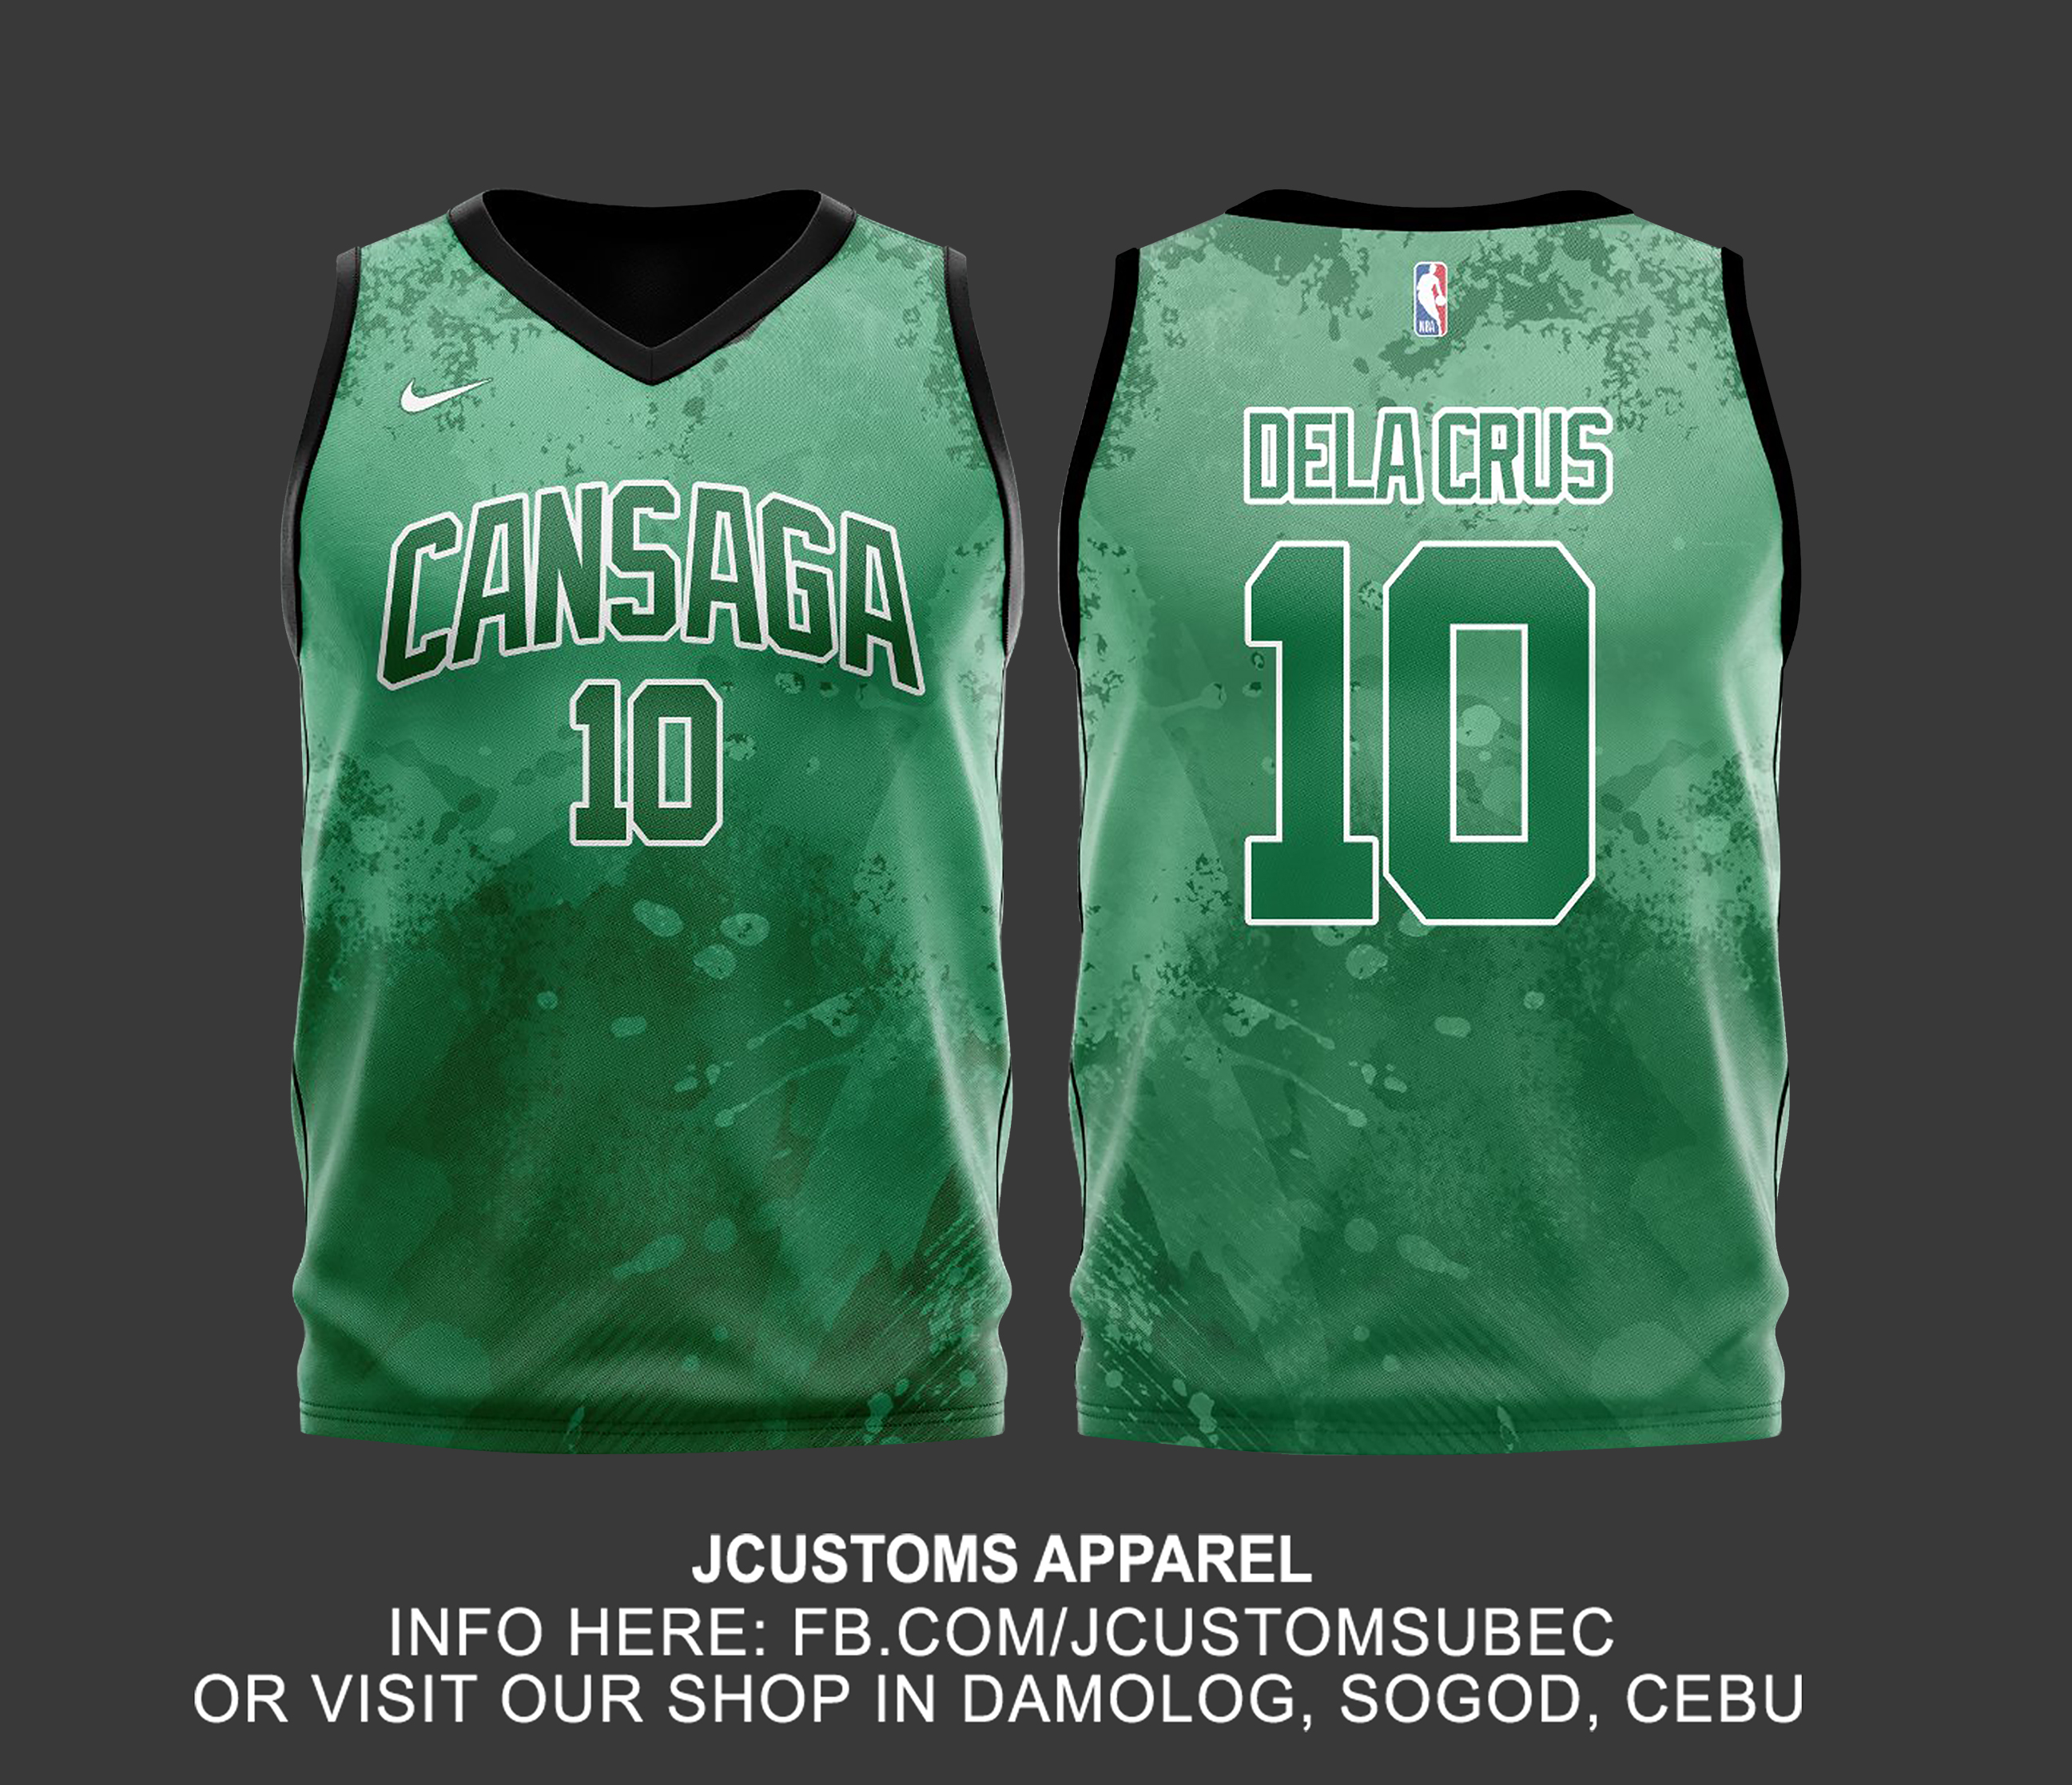 CANSAGA
10
NBA
DELA CRUS
10
JCUSTOMS APPAREL
INFO HERE: FB.COM/JCUSTOMSUBEC
OR VISIT OUR SHOP IN DAMOLOG, SOGOD, CEBU